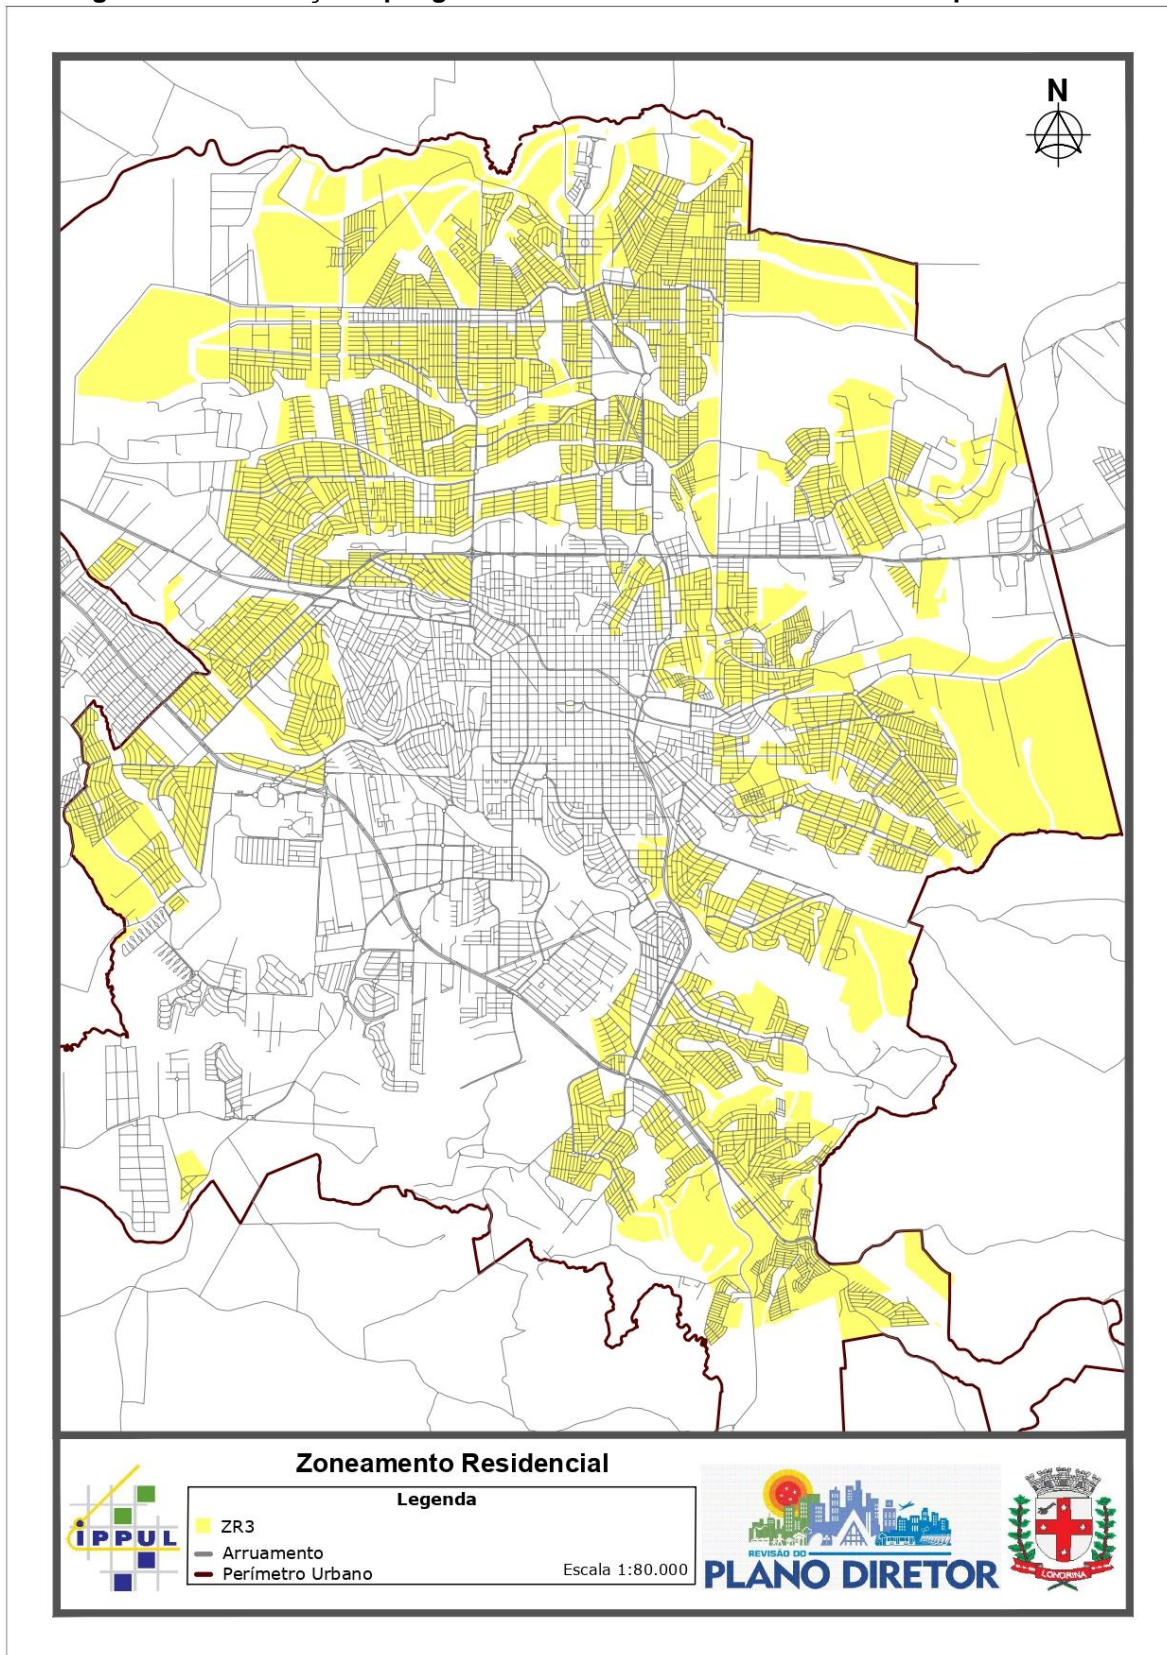 N
Zoneamento Residencial
Legenda
ZR3
Arruamento
Perímetro Urbano
Escala 1:80.000
IPPUL
REVISÃO DO
PLANO DIRETOR
LONDRINA